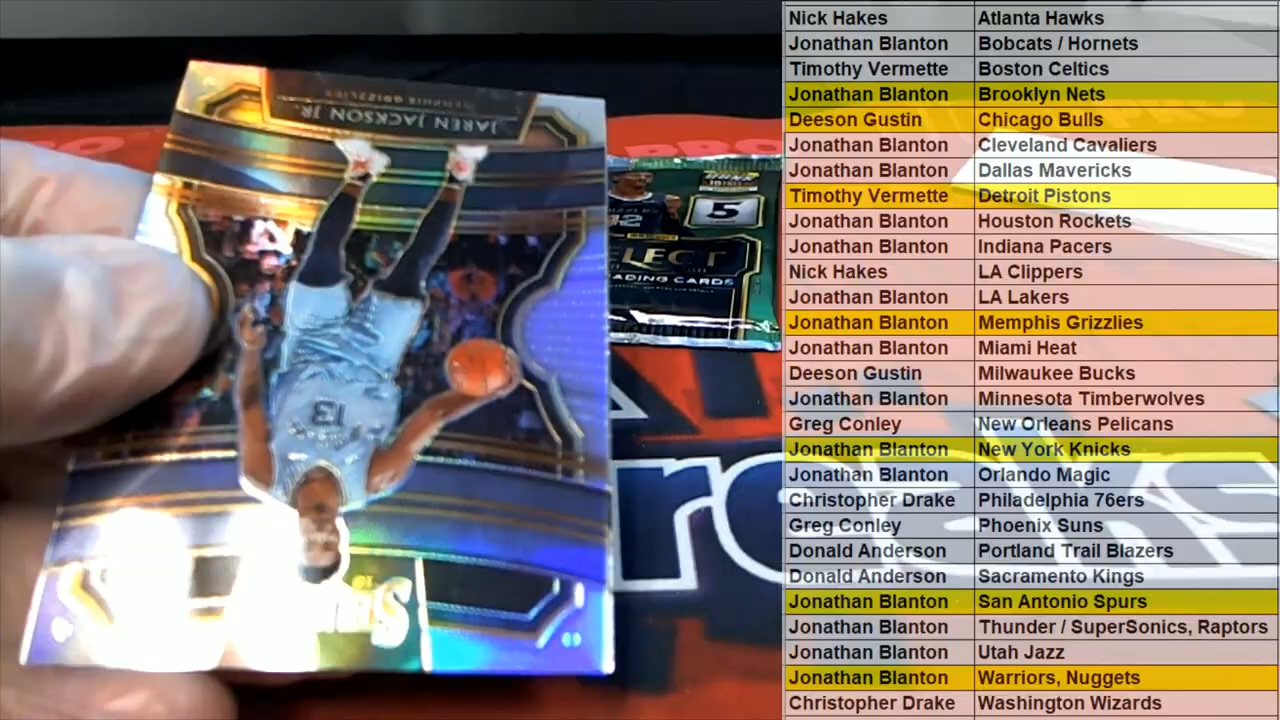 JAREN JACKSON JR.
MEMPHIS GRIZZLIES
13
5
SELECT
TRADING CARDS
Nick Hakes Atlanta Hawks
Jonathan Blanton Bobcats / Hornets
Timothy Vermette Boston Celtics
Jonathan Blanton Brooklyn Nets
Deeson Gustin Chicago Bulls
Jonathan Blanton Cleveland Cavaliers
Jonathan Blanton Dallas Mavericks
Timothy Vermette Detroit Pistons
Jonathan Blanton Houston Rockets
Jonathan Blanton Indiana Pacers
Nick Hakes LA Clippers
Jonathan Blanton LA Lakers
Jonathan Blanton Memphis Grizzlies
Jonathan Blanton Miami Heat
Deeson Gustin Milwaukee Bucks
Jonathan Blanton Minnesota Timberwolves
Greg Conley New Orleans Pelicans
Jonathan Blanton New York Knicks
Jonathan Blanton Orlando Magic
Christopher Drake Philadelphia 76ers
Greg Conley Phoenix Suns
Donald Anderson Portland Trail Blazers
Donald Anderson Sacramento Kings
Jonathan Blanton San Antonio Spurs
Jonathan Blanton Thunder / SuperSonics, Raptors
Jonathan Blanton Utah Jazz
Jonathan Blanton Warriors, Nuggets
Christopher Drake Washington Wizards